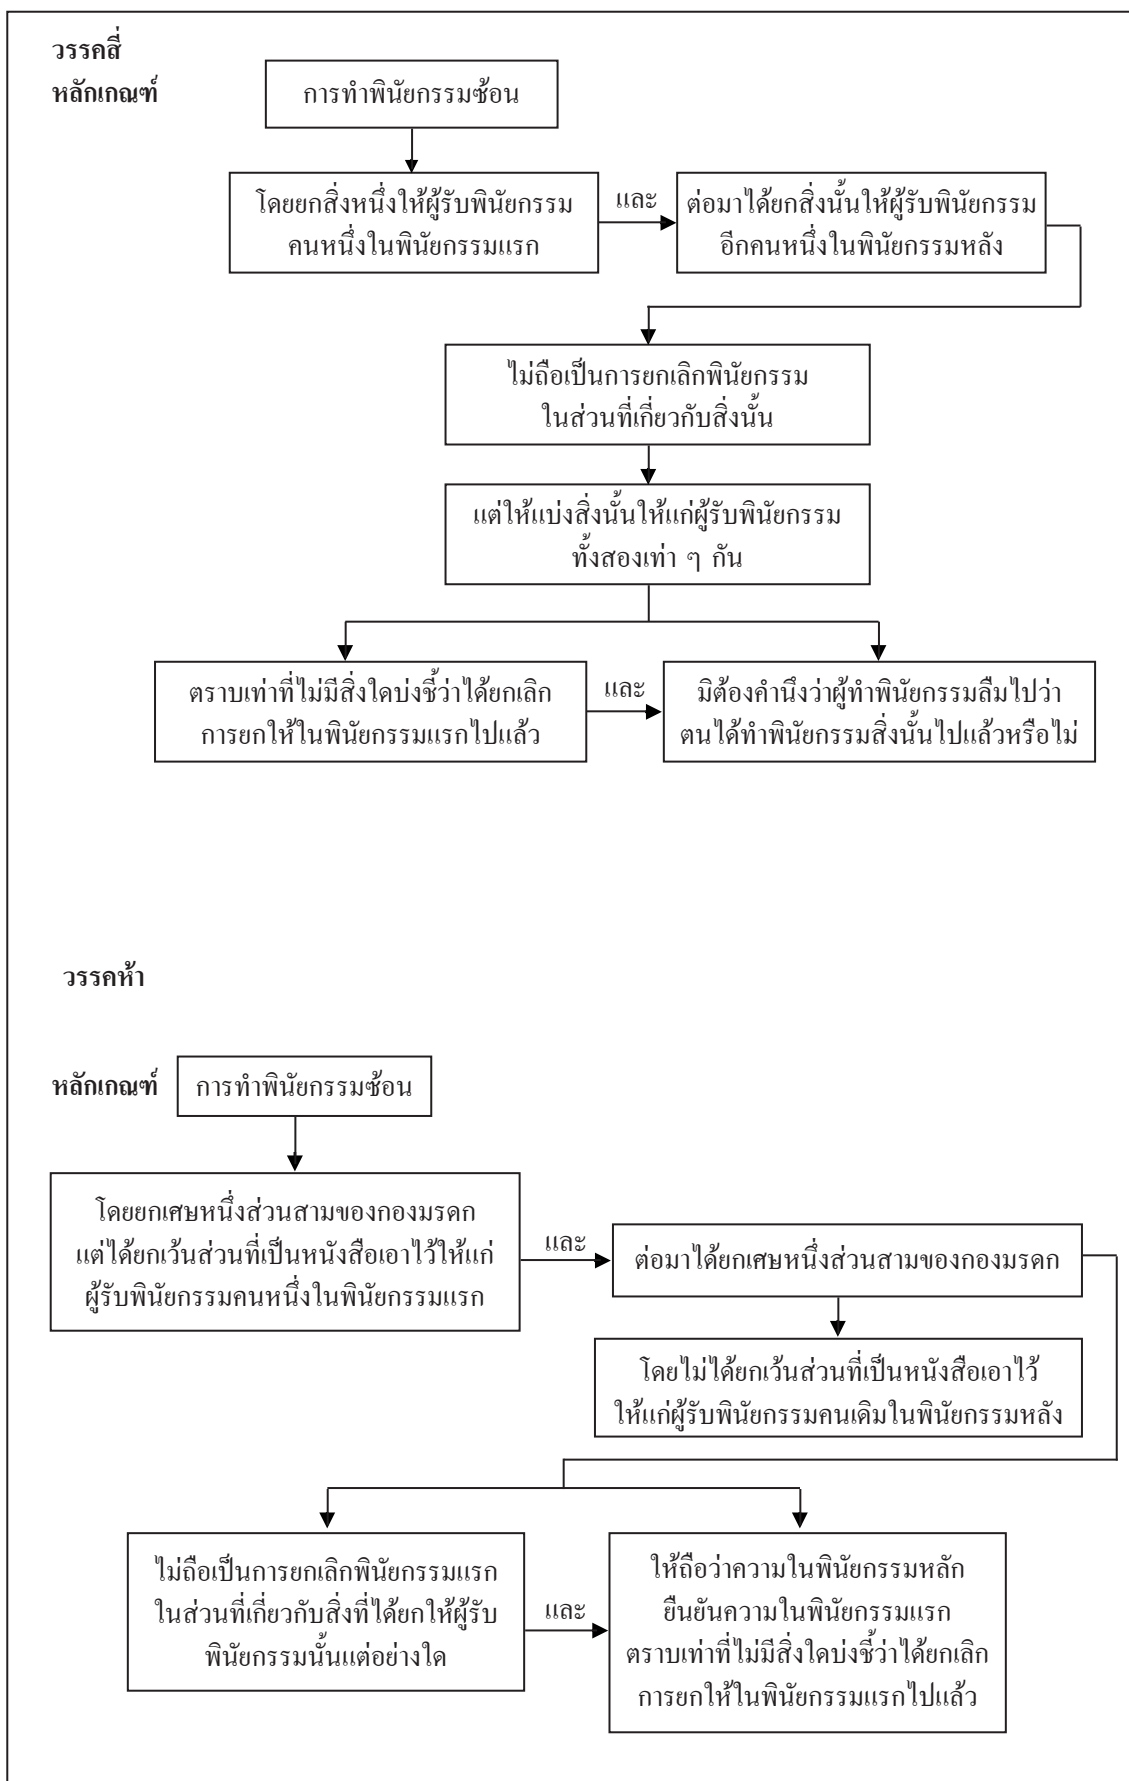 วรรคสี่
หลักเกณฑ์
การทำพินัยกรรมซ้อน
โดยยกสิ่งหนึ่งให้ผู้รับพินัยกรรม
คนหนึ่งในพินัยกรรมแรก
และ
ต่อมาได้ยกสิ่งนั้นให้ผู้รับพินัยกรรม
อีกคนหนึ่งในพินัยกรรมหลัง
ไม่ถือเป็นการยกเลิกพินัยกรรม
ในส่วนที่เกี่ยวกับสิ่งนั้น
แต่ให้แบ่งสิ่งนั้นให้แก่ผู้รับพินัยกรรม
ทั้งสองเท่า ๆ กัน
ตราบเท่าที่ไม่มีสิ่งใดบ่งชี้ว่าได้ยกเลิก
การยกให้ในพินัยกรรมแรกไปแล้ว
และ
มิต้องคำนึงว่าผู้ทำพินัยกรรมลืมไปว่า
ตนได้ทำพินัยกรรมสิ่งนั้นไปแล้วหรือไม่
วรรคห้า
หลักเกณฑ์
การทำพินัยกรรมซ้อน
โดยยกเศษหนึ่งส่วนสามของกองมรดก
แต่ได้ยกเว้นส่วนที่เป็นหนังสือเอาไว้ให้แก่
ผู้รับพินัยกรรมคนหนึ่งในพินัยกรรมแรก
และ
ต่อมาได้ยกเศษหนึ่งส่วนสามของกองมรดก
โดยไม่ได้ยกเว้นส่วนที่เป็นหนังสือเอาไว้
ให้แก่ผู้รับพินัยกรรมคนเดิมในพินัยกรรมหลัง
ไม่ถือเป็นการยกเลิกพินัยกรรมแรก
ในส่วนที่เกี่ยวกับสิ่งที่ได้ยกให้ผู้รับ
พินัยกรรมนั้นแต่อย่างใด
และ
ให้ถือว่าความในพินัยกรรมหลัก
ยืนยันความในพินัยกรรมแรก
ตราบเท่าที่ไม่มีสิ่งใดบ่งชี้ว่าได้ยกเลิก
การยกให้ในพินัยกรรมแรกไปแล้ว